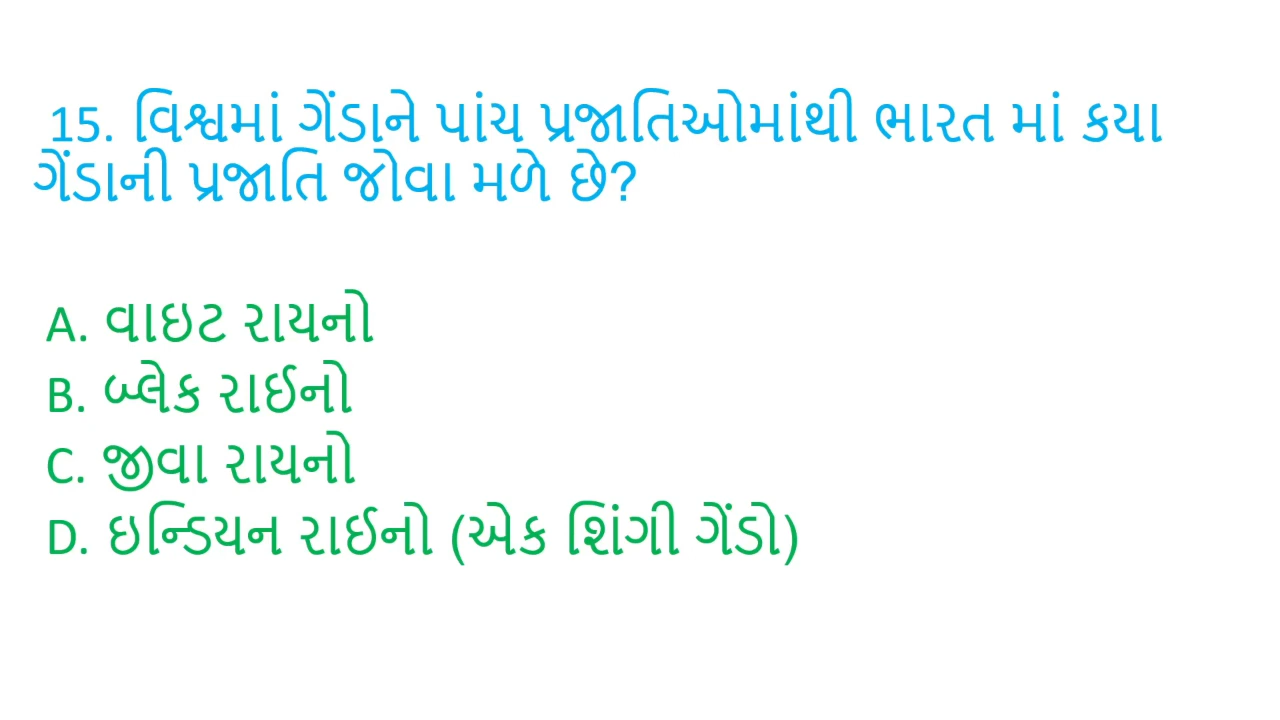 15. વિશ્વમાં ગેંડાને પાંચ પ્રજાતિઓમાંથી ભારત માં કયા
ગેંડાની પ્રજાતિ જોવા મળે છે?
A. વાઇટ રાયનો
B. બ્લેક રાઈનો
C. જીવા રાયનો
D. ઇન્ડિયન રાઈનો (એક શિંગી ગેંડો)